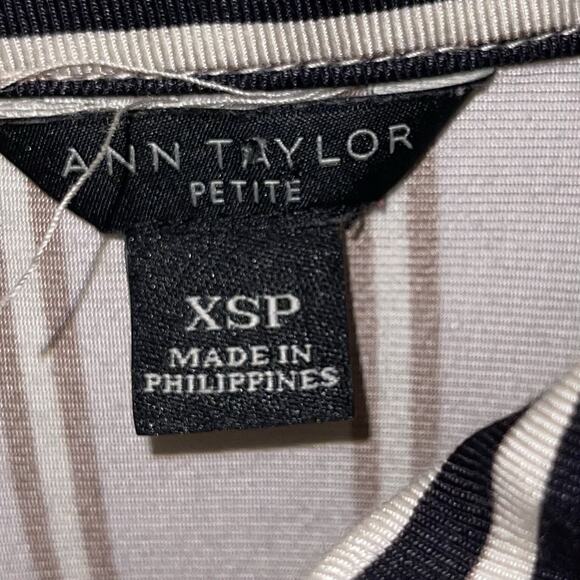 ANN TAYLOR
PETITE
XSP
MADE IN
PHILIPPINES